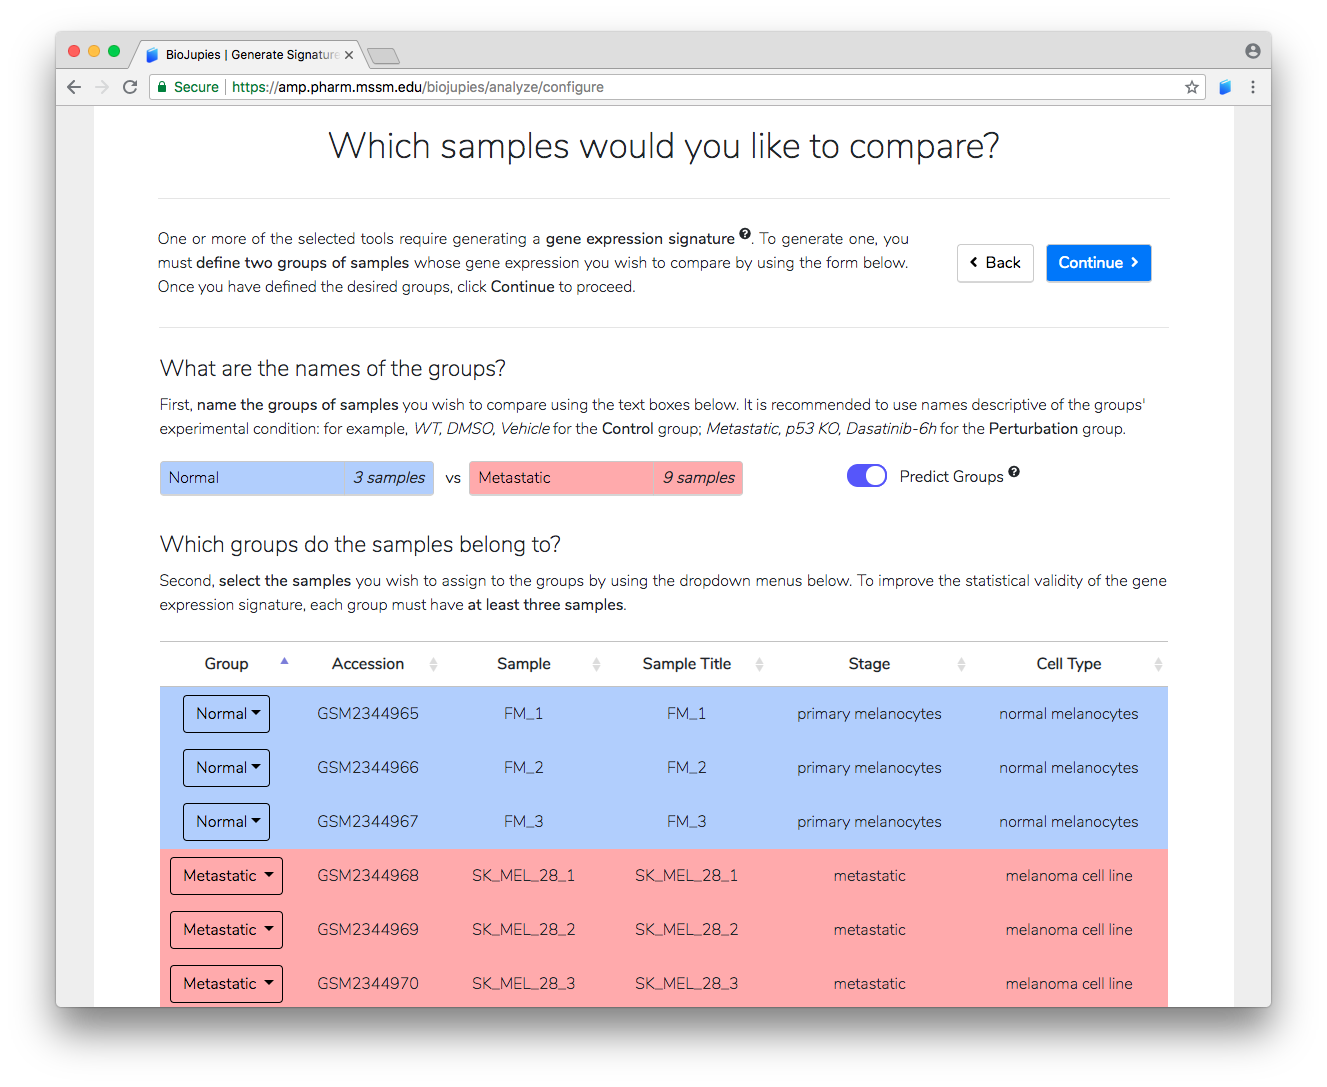 BioJupies | Generate Signature
Secure | https://amp.pharm.mssm.edu/biojupies/analyze/configure
Which samples would you like to compare?
One or more of the selected tools require generating a gene expression signature ?. To generate one, you
must define two groups of samples whose gene expression you wish to compare by using the form below.
Once you have defined the desired groups, click Continue to proceed.
Back Continue
What are the names of the groups?
First, name the groups of samples you wish to compare using the text boxes below. It is recommended to use names descriptive of the groups'
experimental condition: for example, WT, DMSO, Vehicle for the Control group; Metastatic, p53 KO, Dasatinib-6h for the Perturbation group.
Normal 3 samples vs Metastatic 9 samples Predict Groups ?
Which groups do the samples belong to?
Second, select the samples you wish to assign to the groups by using the dropdown menus below. To improve the statistical validity of the gene
expression signature, each group must have at least three samples.
Group Accession Sample Sample Title Stage Cell Type
Normal GSM2344965 FM_1 FM_1 primary melanocytes normal melanocytes
Normal GSM2344966 FM_2 FM_2 primary melanocytes normal melanocytes
Normal GSM2344967 FM_3 FM_3 primary melanocytes normal melanocytes
Metastatic GSM2344968 SK_MEL_28_1 SK_MEL_28_1 metastatic melanoma cell line
Metastatic GSM2344969 SK_MEL_28_2 SK_MEL_28_2 metastatic melanoma cell line
Metastatic GSM2344970 SK_MEL_28_3 SK_MEL_28_3 metastatic melanoma cell line